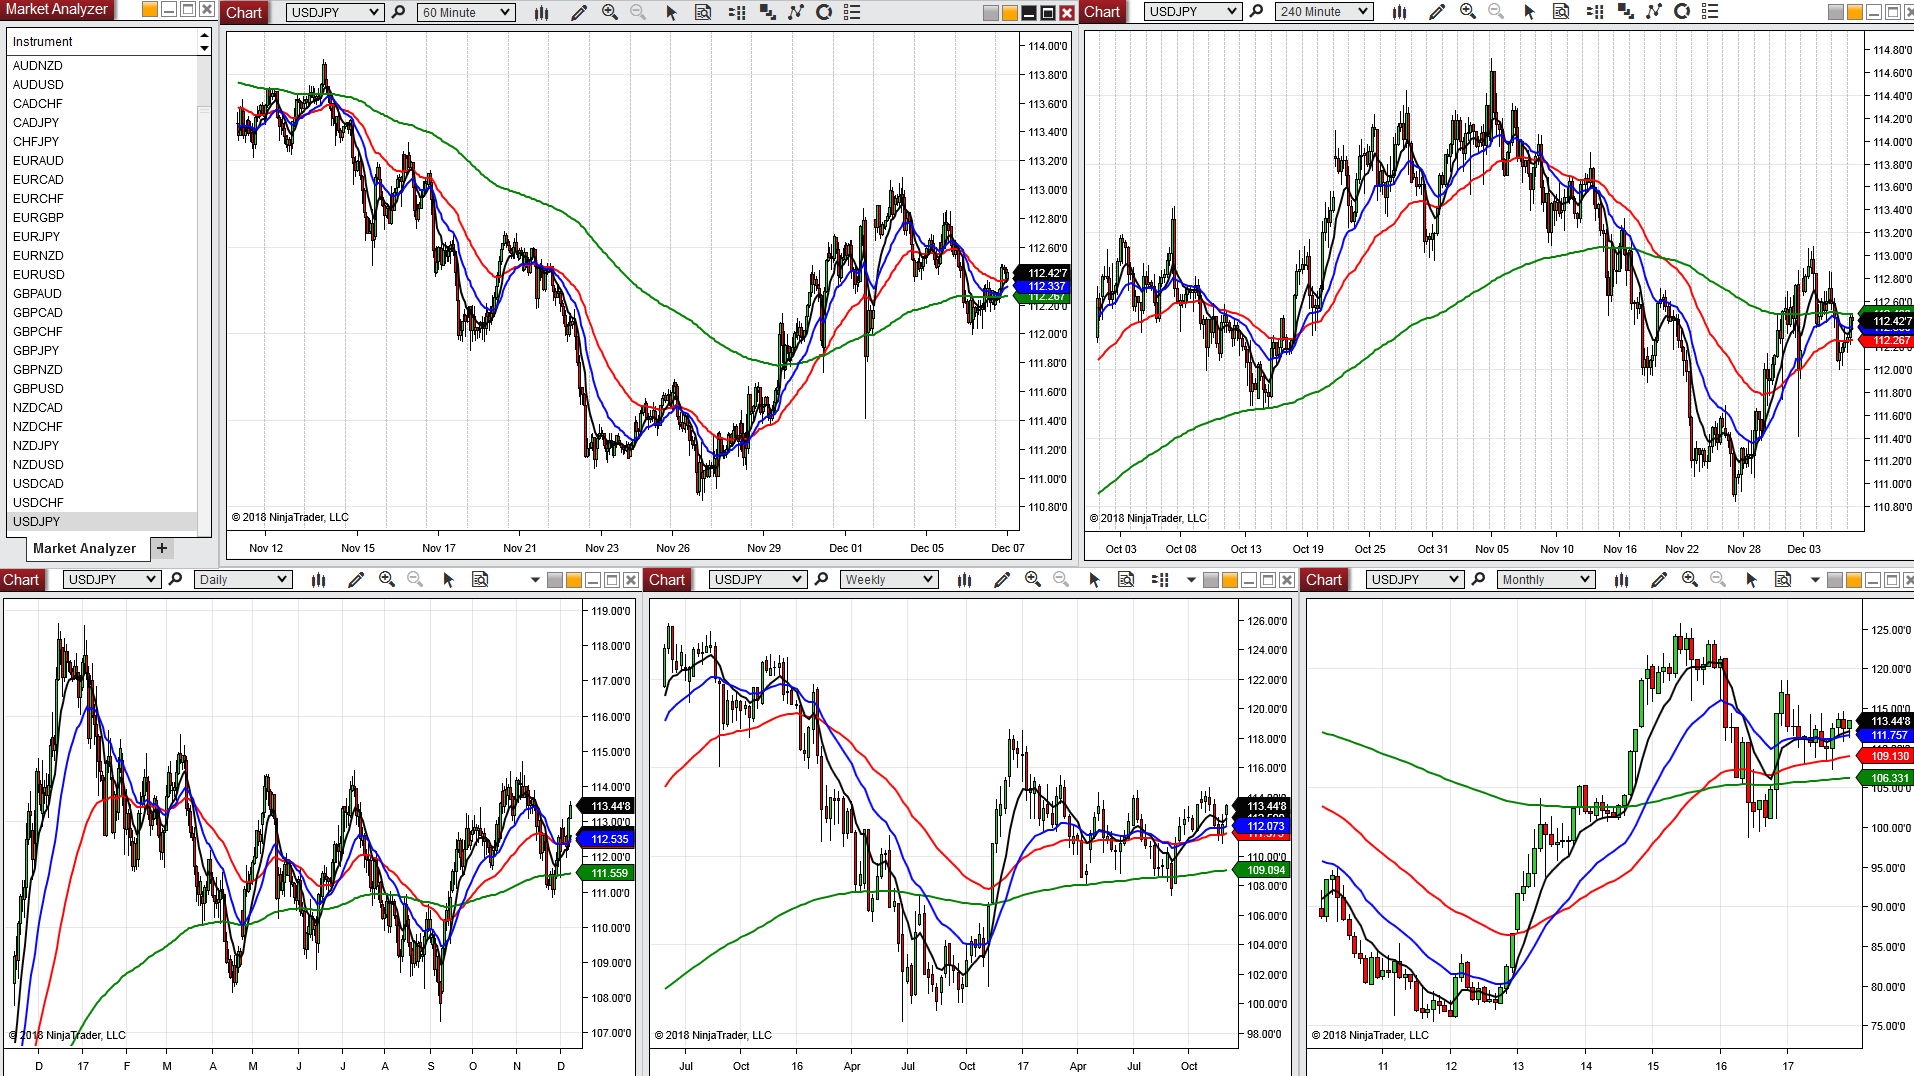 Market Analyzer
Instrument
AUDNZD
AUDUSD
CADCHF
CADJPY
CHFJPY
EURAUD
EURCAD
EURCHF
EURGBP
EURJPY
EURNZD
EURUSD
GBPAUD
GBPCAD
GBPCHF
GBPJPY
GBPNZD
GBPUSD
NZDCAD
NZDCHF
NZDJPY
NZDUSD
USDCAD
USDCHF
USDJPY
Market Analyzer +
Chart USDJPY 60 Minute
114.00'0
113.80'0
113.60'0
113.40'0
113.20'0
113.00'0
112.80'0
112.60'0
112.42'7
112.337
112.267
112.20'0
112.00'0
111.80'0
111.60'0
111.40'0
111.20'0
111.00'0
110.80'0
© 2018 NinjaTrader, LLC
Nov 12 Nov 15 Nov 17 Nov 21 Nov 23 Nov 26 Nov 29 Dec 01 Dec 05 Dec 07
Chart USDJPY 240 Minute
114.80'0
114.60'0
114.40'0
114.20'0
114.00'0
113.80'0
113.60'0
113.40'0
113.20'0
113.00'0
112.80'0
112.60'0
112.42'7
112.267
112.00'0
111.80'0
111.60'0
111.40'0
111.20'0
111.00'0
110.80'0
© 2018 NinjaTrader, LLC
Oct 03 Oct 08 Oct 13 Oct 19 Oct 25 Oct 31 Nov 05 Nov 10 Nov 16 Nov 22 Nov 28 Dec 03
Chart USDJPY Daily
119.00'0
118.00'0
117.00'0
116.00'0
115.00'0
114.00'0
113.44'8
113.00'0
112.535
112.00'0
111.559
111.00'0
110.00'0
109.00'0
108.00'0
107.00'0
© 2018 NinjaTrader, LLC
D 17 F M A M J J A S O N D
Chart USDJPY Weekly
126.00'0
124.00'0
122.00'0
120.00'0
118.00'0
116.00'0
113.44'8
112.073
110.00'0
109.094
108.00'0
106.00'0
104.00'0
102.00'0
100.00'0
98.00'0
© 2018 NinjaTrader, LLC
Jul Oct 16 Apr Jul Oct 17 Apr Jul Oct
Chart USDJPY Monthly
125.00'0
120.00'0
115.00'0
113.44'8
111.757
109.130
106.331
105.00'0
100.00'0
95.00'0
90.00'0
85.00'0
80.00'0
75.00'0
© 2018 NinjaTrader, LLC
11 12 13 14 15 16 17